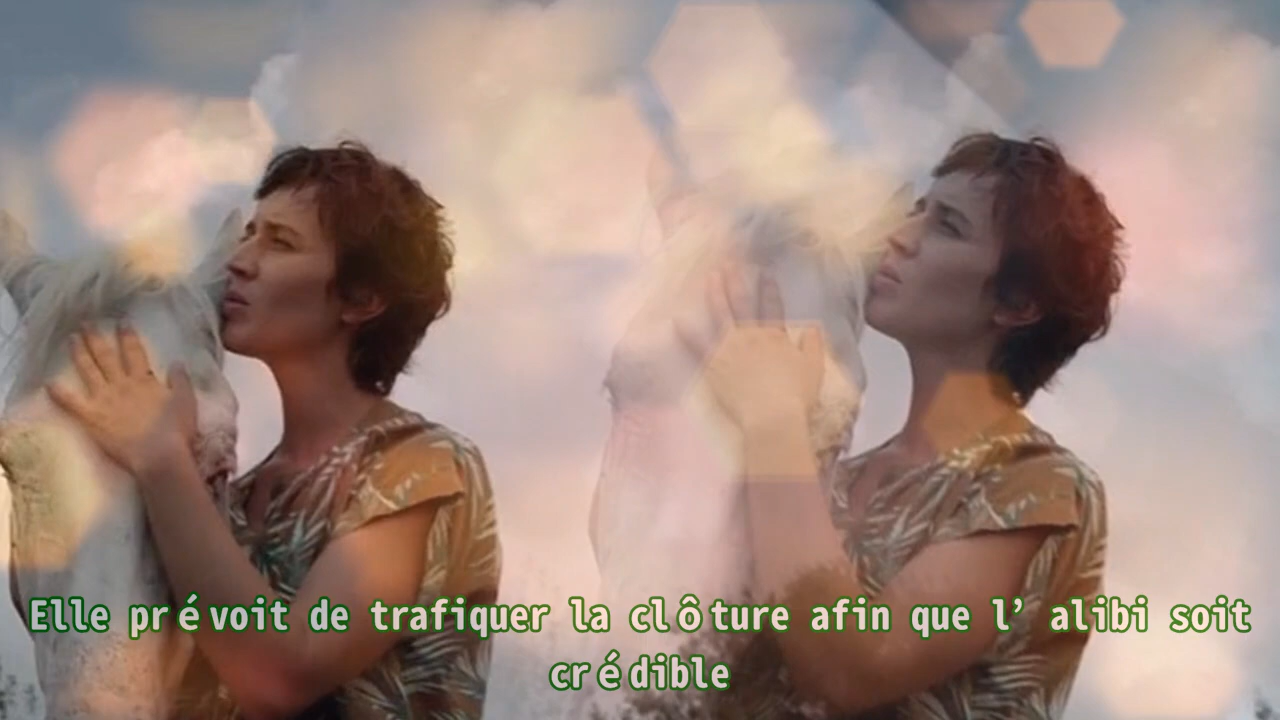 Elle prévoit de trafiquer la clôture afin que l’ alibi soit
crédible